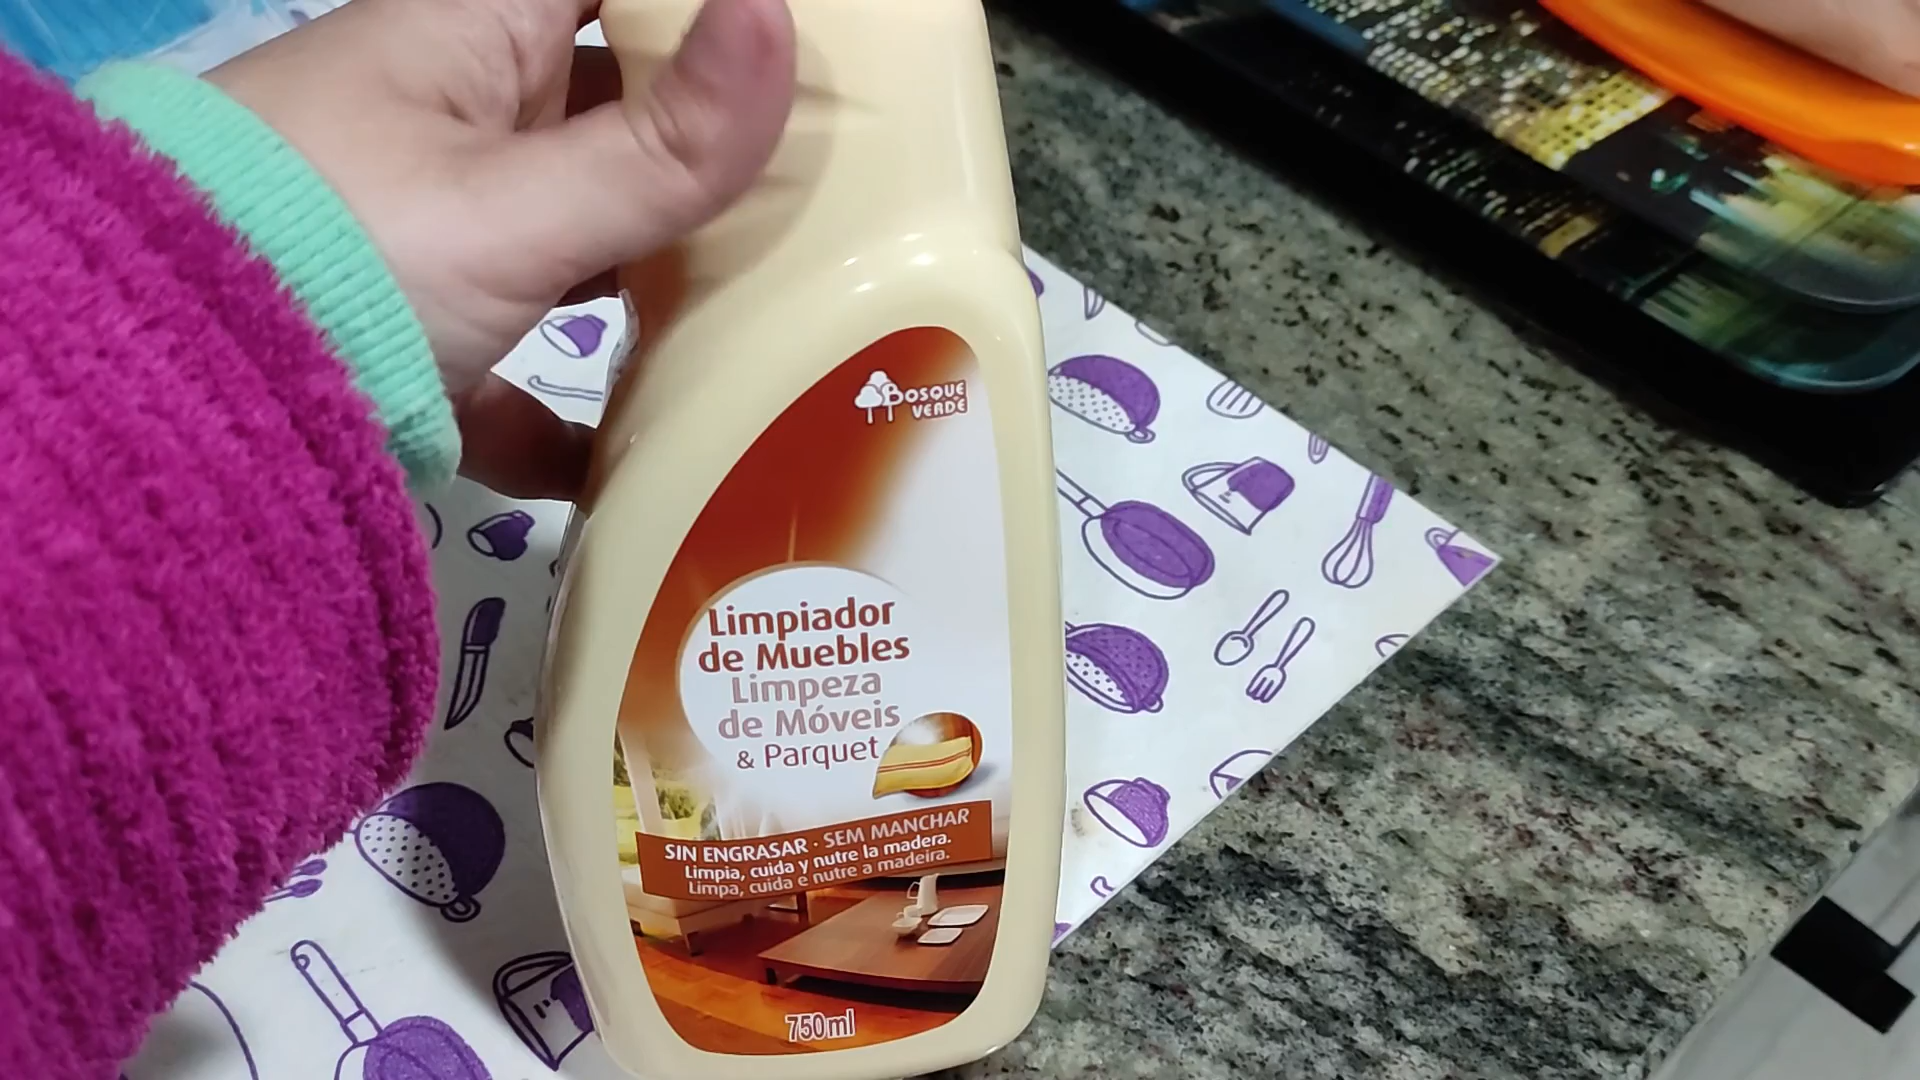 BOSQUE
VERDE
Limpiador
de Muebles
Limpeza
de Móveis
& Parquet
SIN ENGRASAR · SEM MANCHAR
Limpia, cuida y nutre la madera.
Limpa, cuida e nutre a madeira.
750ml